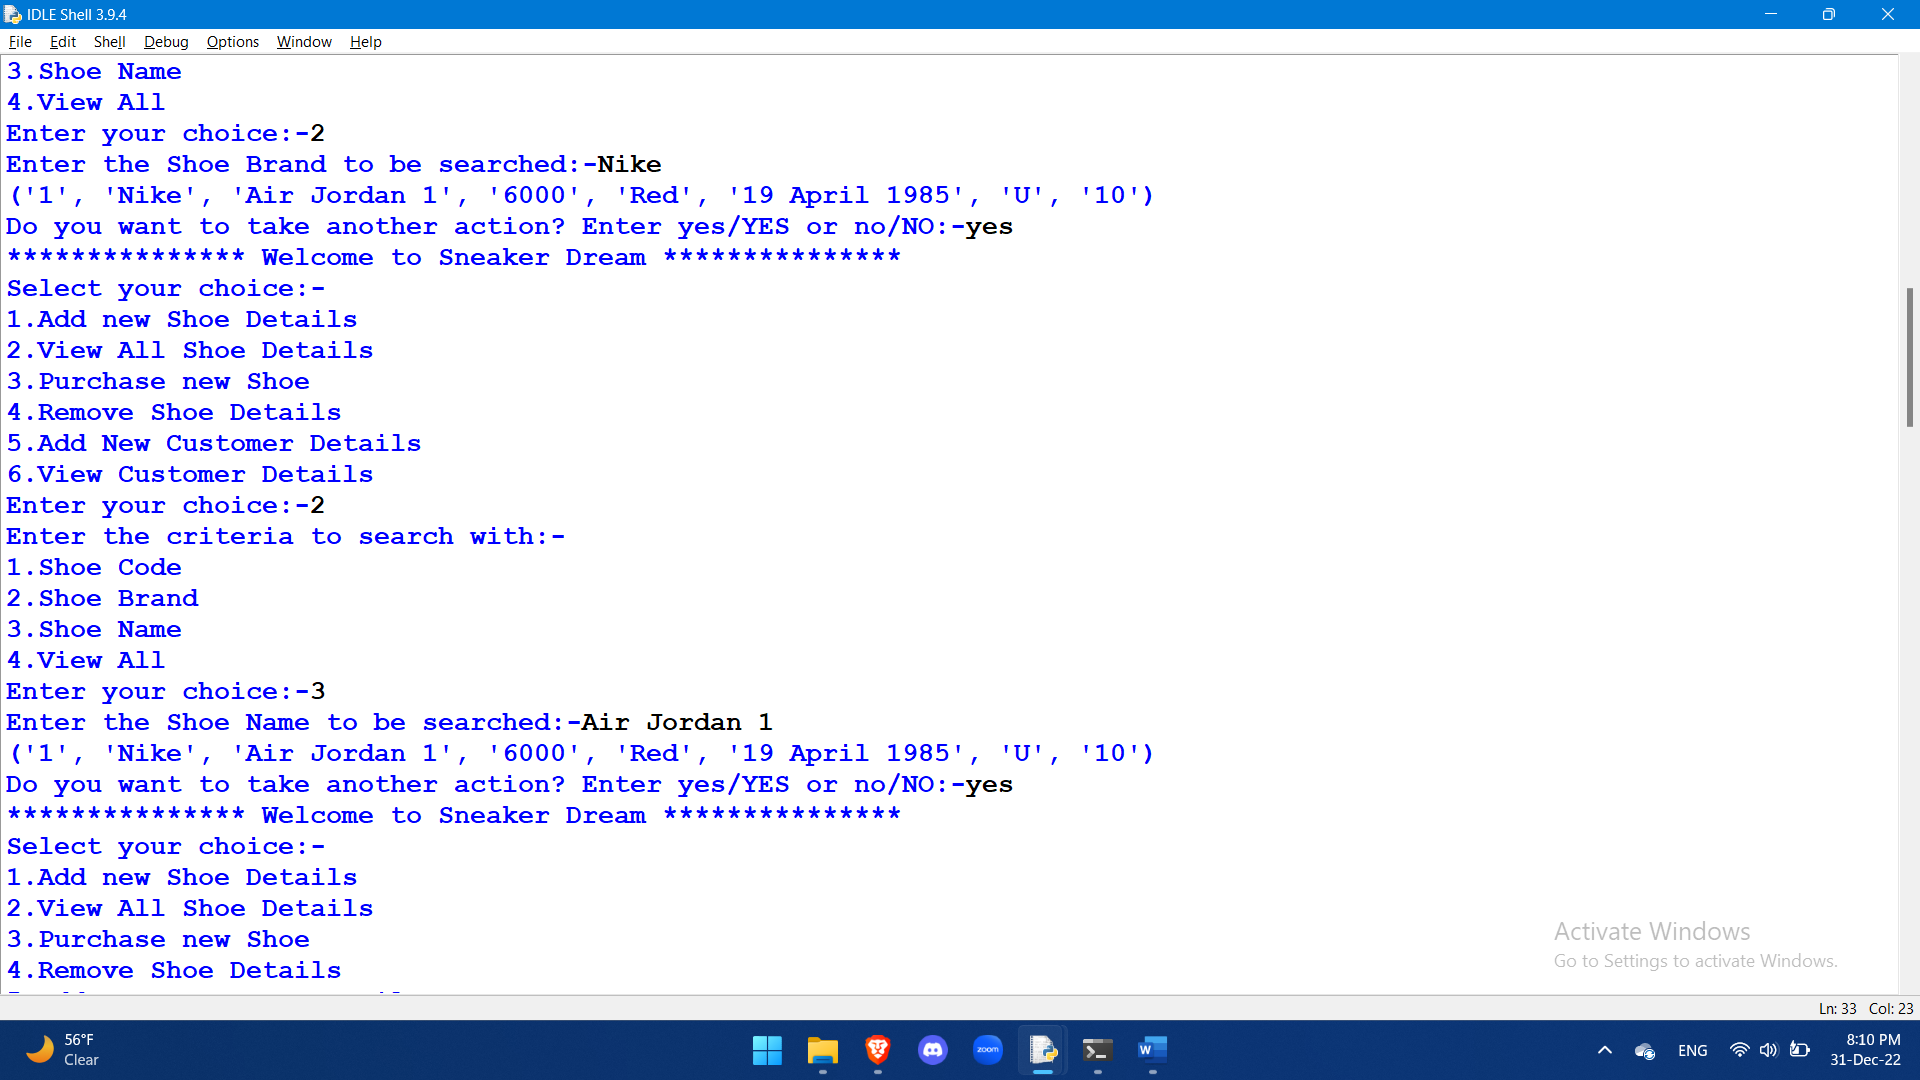 IDLE Shell 3.9.4
File Edit Shell Debug Options Window Help
3.Shoe Name
4.View All
Enter your choice:-2
Enter the Shoe Brand to be searched:-Nike
('1', 'Nike', 'Air Jordan 1', '6000', 'Red', '19 April 1985', 'U', '10')
Do you want to take another action? Enter yes/YES or no/NO:-yes
*************** Welcome to Sneaker Dream ***************
Select your choice:-
1.Add new Shoe Details
2.View All Shoe Details
3.Purchase new Shoe
4.Remove Shoe Details
5.Add New Customer Details
6.View Customer Details
Enter your choice:-2
Enter the criteria to search with:-
1.Shoe Code
2.Shoe Brand
3.Shoe Name
4.View All
Enter your choice:-3
Enter the Shoe Name to be searched:-Air Jordan 1
('1', 'Nike', 'Air Jordan 1', '6000', 'Red', '19 April 1985', 'U', '10')
Do you want to take another action? Enter yes/YES or no/NO:-yes
*************** Welcome to Sneaker Dream ***************
Select your choice:-
1.Add new Shoe Details
2.View All Shoe Details
3.Purchase new Shoe
4.Remove Shoe Details
Activate Windows
Go to Settings to activate Windows.
Ln: 33 Col: 23
56°F
Clear
zoom
W
ENG
8:10 PM
31-Dec-22